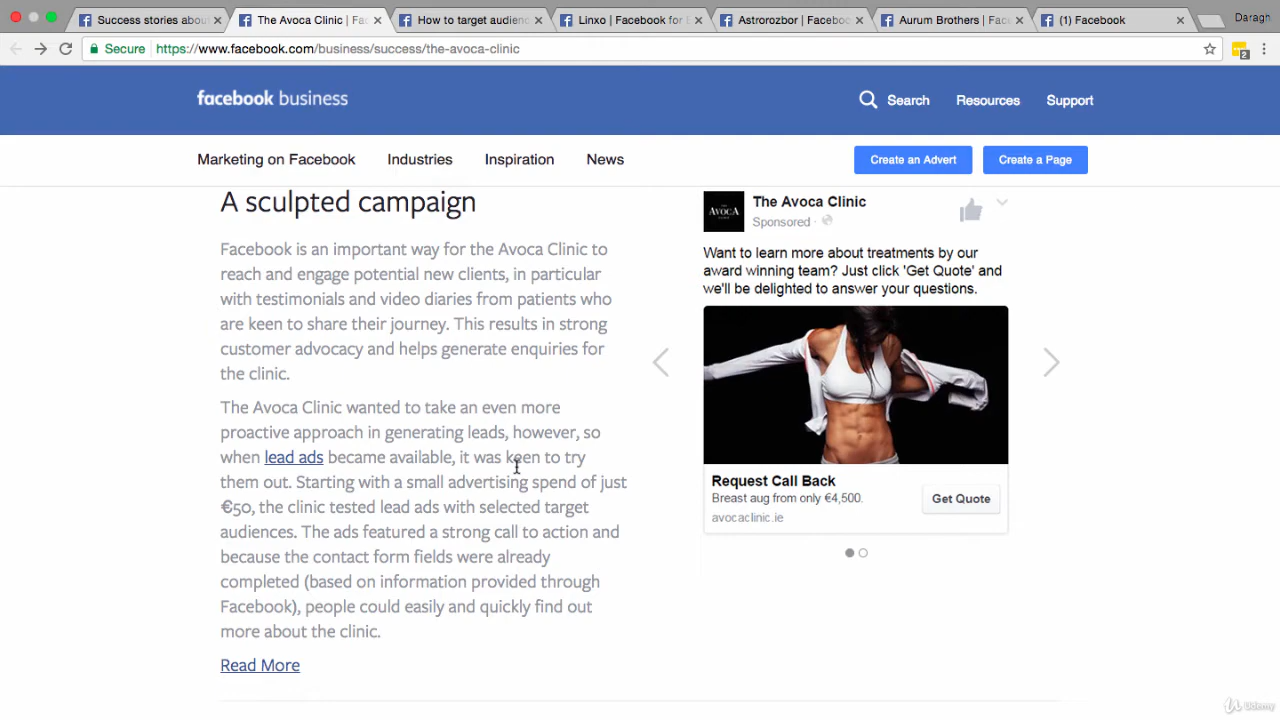 Success stories abou
The Avoca Clinic | Fa
How to target audien
Linxo | Facebook for B
Astrorozbor | Faceboo
Aurum Brothers | Face
(1) Facebook
Daragh
Secure https://www.facebook.com/business/success/the-avoca-clinic
2
facebook business
Search Resources Support
Marketing on Facebook Industries Inspiration News
Create an Advert Create a Page
A sculpted campaign
Facebook is an important way for the Avoca Clinic to
reach and engage potential new clients, in particular
with testimonials and video diaries from patients who
are keen to share their journey. This results in strong
customer advocacy and helps generate enquiries for
the clinic.
The Avoca Clinic wanted to take an even more
proactive approach in generating leads, however, so
when lead ads became available, it was keen to try
them out. Starting with a small advertising spend of just
€50, the clinic tested lead ads with selected target
audiences. The ads featured a strong call to action and
because the contact form fields were already
completed (based on information provided through
Facebook), people could easily and quickly find out
more about the clinic.
Read More
THE AVOCA CLINIC
The Avoca Clinic
Sponsored ·
Want to learn more about treatments by our
award winning team? Just click 'Get Quote' and
we'll be delighted to answer your questions.
Request Call Back
Breast aug from only €4,500.
avocaclinic.ie
Get Quote
Udemy